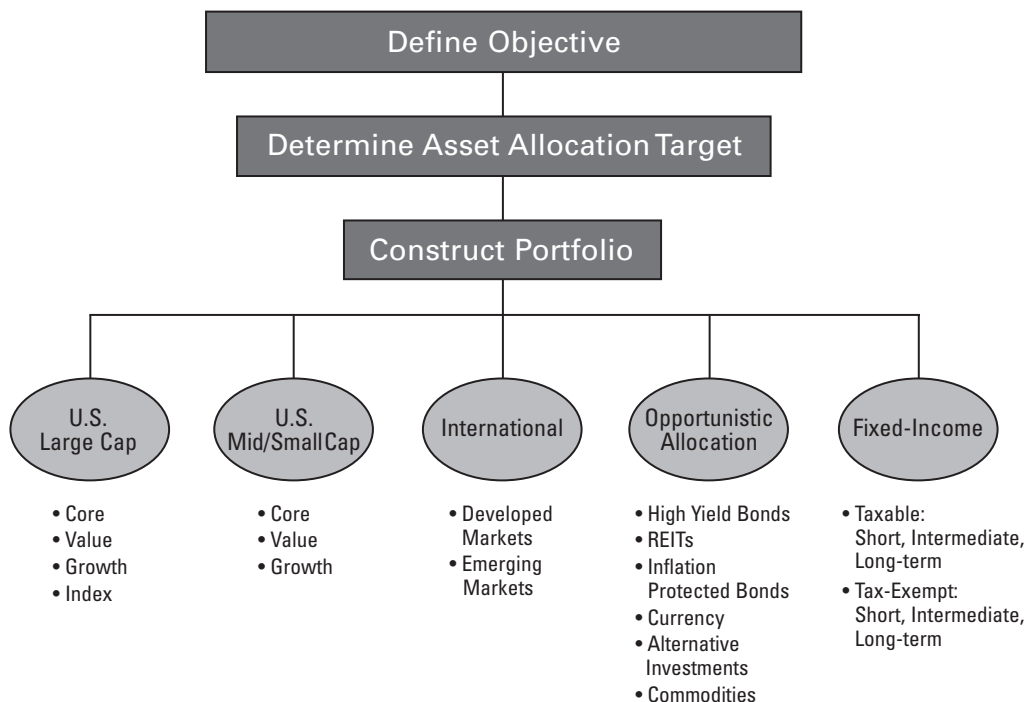 Define Objective
Determine Asset Allocation Target
Construct Portfolio
U.S.
Large Cap
• Core
• Value
• Growth
• Index
U.S.
Mid/Small Cap
• Core
• Value
• Growth
International
• Developed
Markets
• Emerging
Markets
Opportunistic
Allocation
• High Yield Bonds
• REITs
• Inflation
Protected Bonds
• Currency
• Alternative
Investments
• Commodities
Fixed-Income
• Taxable:
Short, Intermediate,
Long-term
• Tax-Exempt:
Short, Intermediate,
Long-term